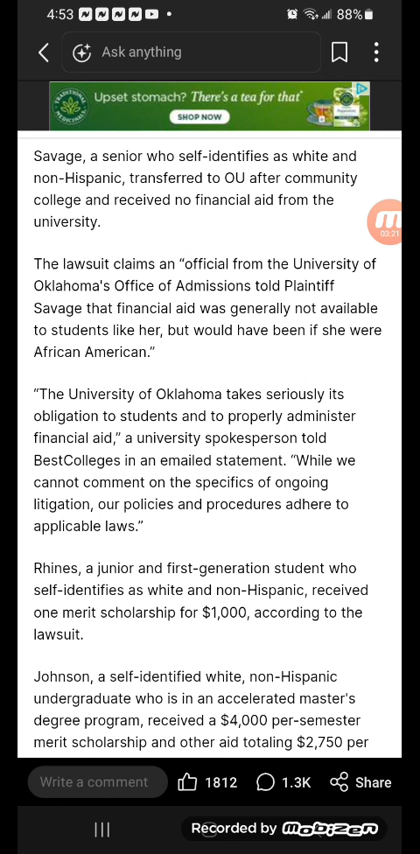 4:53
88%
Ask anything
TRADITIONAL MEDICINALS
Upset stomach? There's a tea for that*
SHOP NOW
Savage, a senior who self-identifies as white and
non-Hispanic, transferred to OU after community
college and received no financial aid from the
university.
03:21
The lawsuit claims an “official from the University of
Oklahoma's Office of Admissions told Plaintiff
Savage that financial aid was generally not available
to students like her, but would have been if she were
African American.”
“The University of Oklahoma takes seriously its
obligation to students and to properly administer
financial aid,” a university spokesperson told
BestColleges in an emailed statement. “While we
cannot comment on the specifics of ongoing
litigation, our policies and procedures adhere to
applicable laws.”
Rhines, a junior and first-generation student who
self-identifies as white and non-Hispanic, received
one merit scholarship for $1,000, according to the
lawsuit.
Johnson, a self-identified white, non-Hispanic
undergraduate who is in an accelerated master's
degree program, received a $4,000 per-semester
merit scholarship and other aid totaling $2,750 per
Write a comment
1812
1.3K
Share
Recorded by mobizen